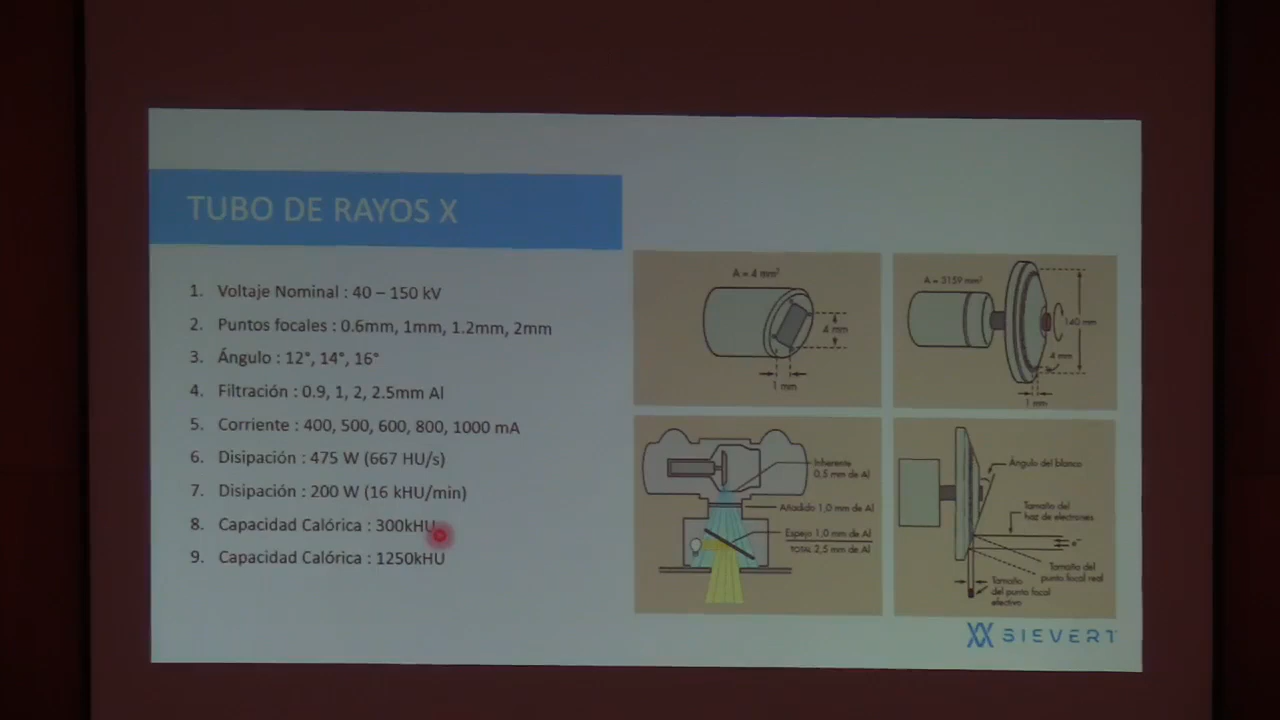 TUBO DE RAYOS X
1. Voltaje Nominal : 40 – 150 kV
2. Puntos focales : 0.6mm, 1mm, 1.2mm, 2mm
3. Ángulo : 12°, 14°, 16°
4. Filtración : 0.9, 1, 2, 2.5mm Al
5. Corriente : 400, 500, 600, 800, 1000 mA
6. Disipación : 475 W (667 HU/s)
7. Disipación : 200 W (16 kHU/min)
8. Capacidad Calórica : 300kHU
9. Capacidad Calórica : 1250kHU
A = 4 mm²
4 mm
1 mm
A = 3159 mm²
140 mm
4 mm
1 mm
Inherente
0,5 mm de Al
Añadido 1,0 mm de Al
Espejo 1,0 mm de Al
TOTAL 2,5 mm de Al
Ángulo del blanco
Tamaño del
haz de electrones
e⁻
Tamaño del
punto focal real
Tamaño
del punto focal
efectivo
SIEVERT